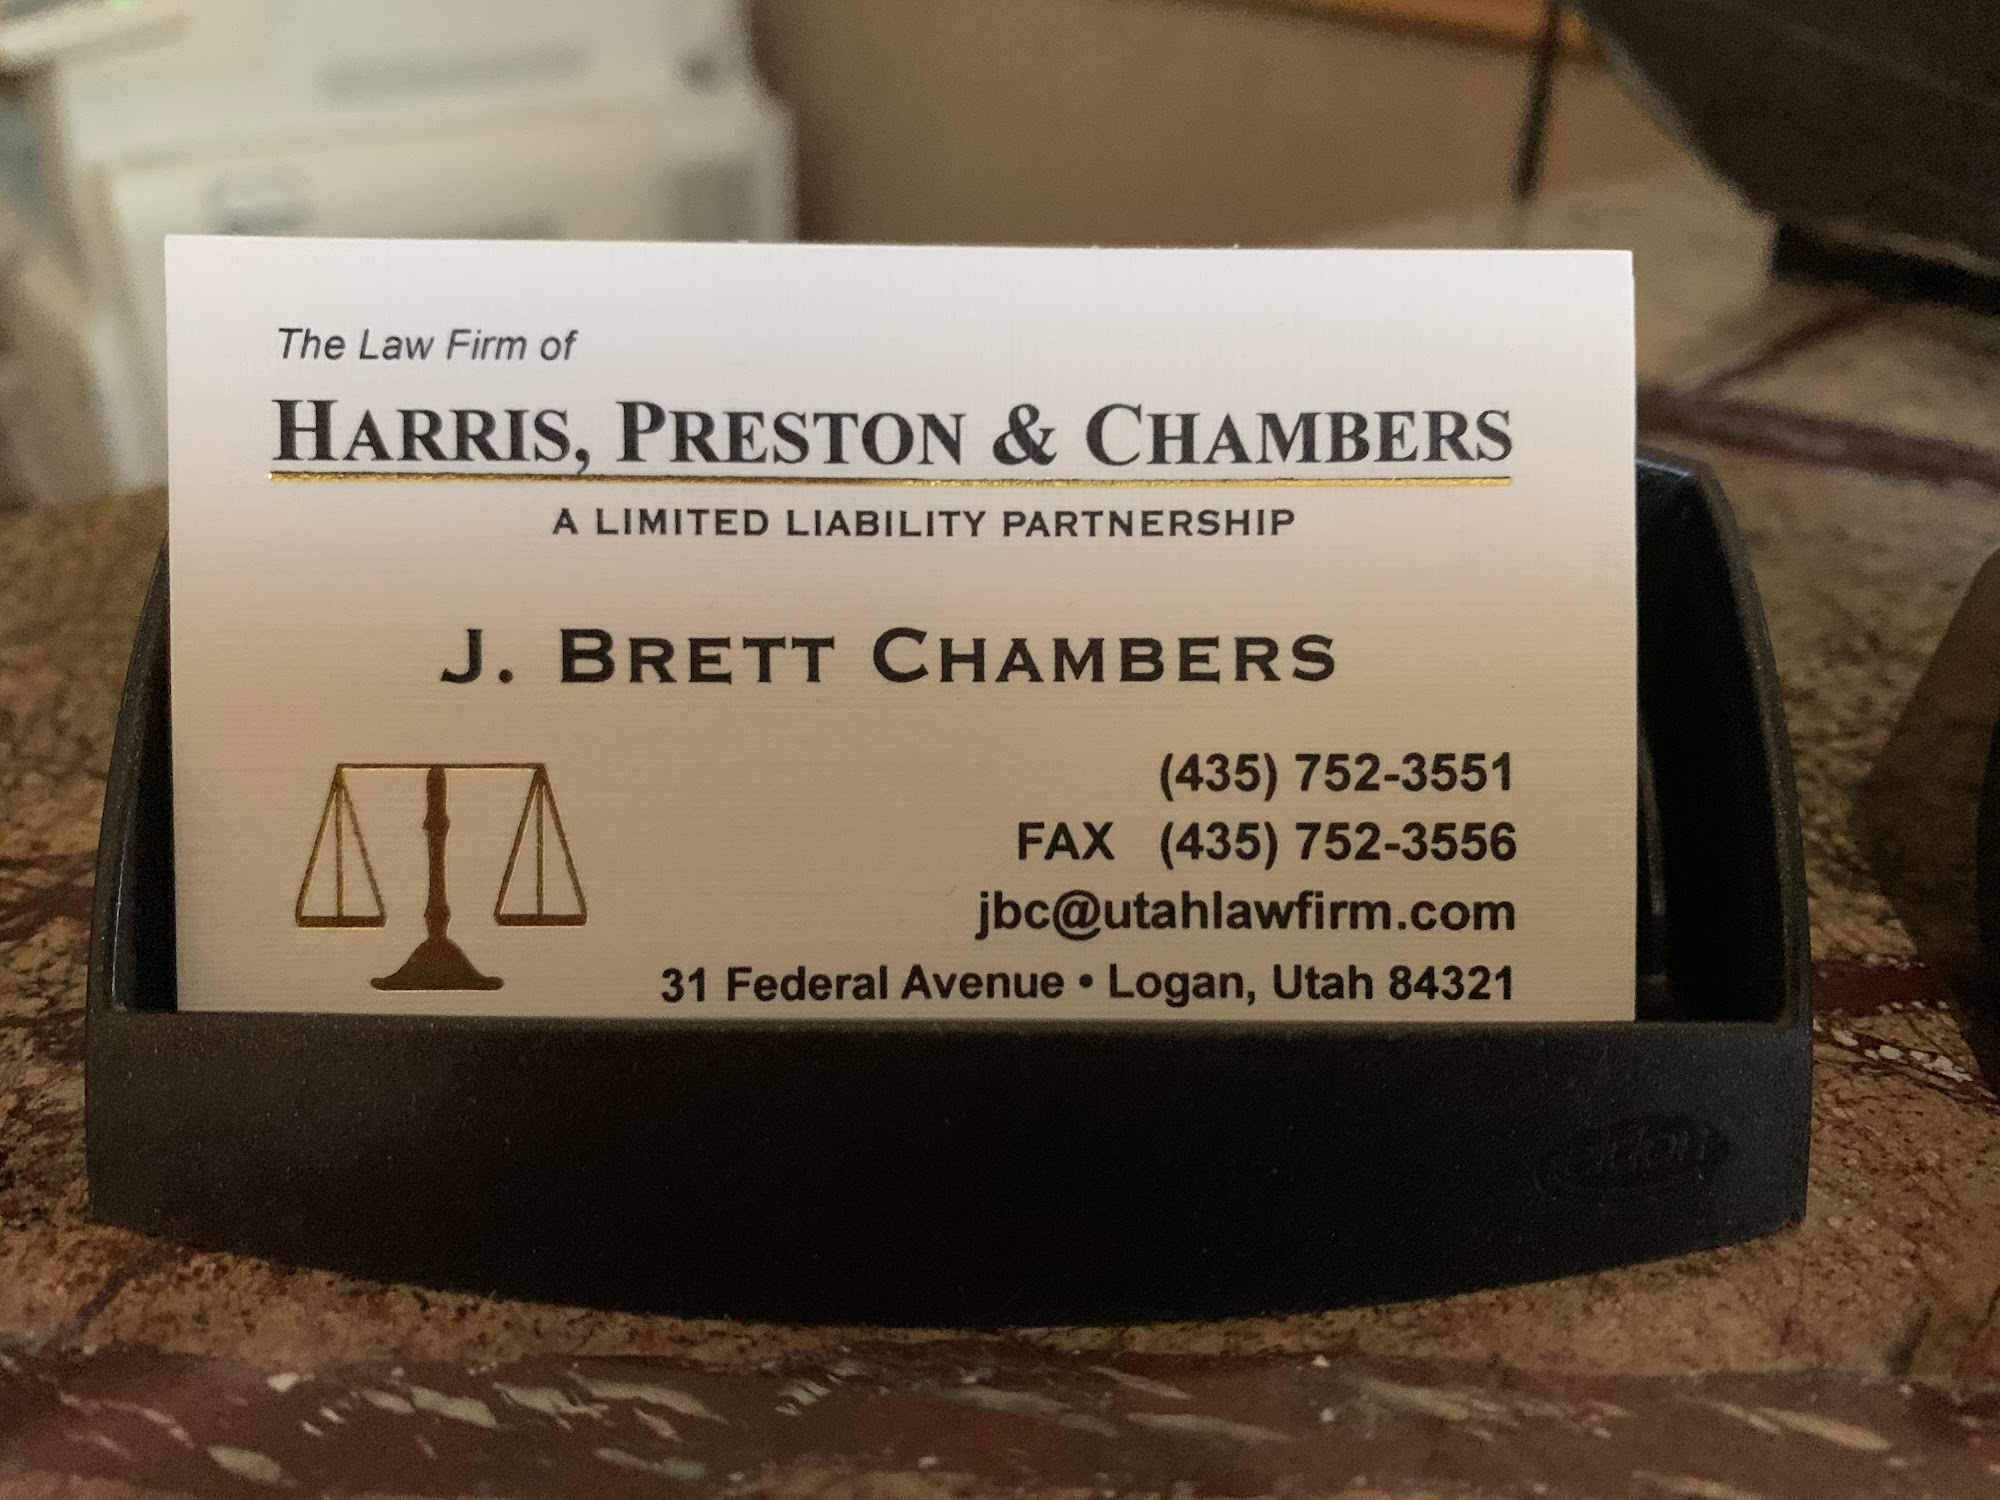 The Law Firm of
HARRIS, PRESTON & CHAMBERS
A LIMITED LIABILITY PARTNERSHIP
J. BRETT CHAMBERS
(435) 752-3551
FAX (435) 752-3556
jbc@utahlawfirm.com
31 Federal Avenue • Logan, Utah 84321